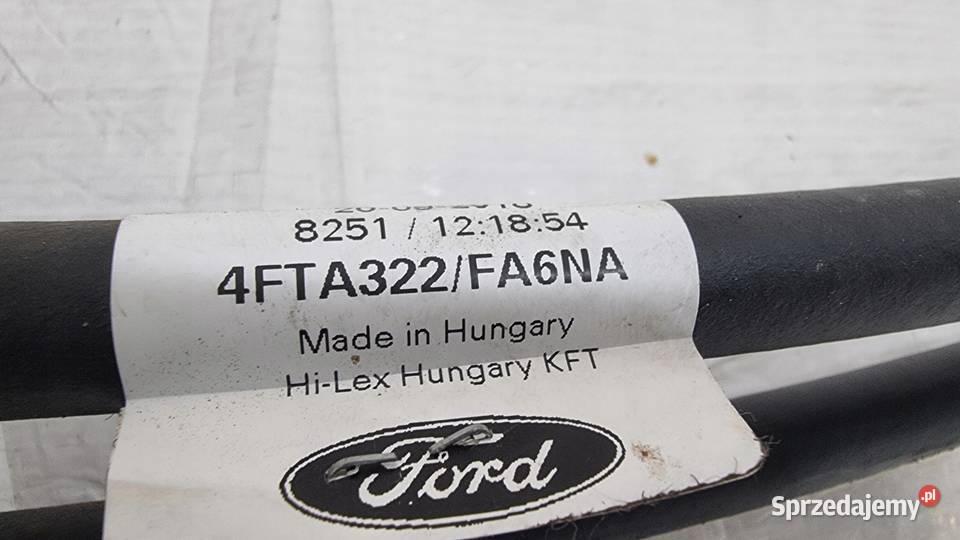 8251 / 12:18:54
4FTA322/FA6NA
Made in Hungary
Hi-Lex Hungary KFT
Ford
Sprzedajemy.pl